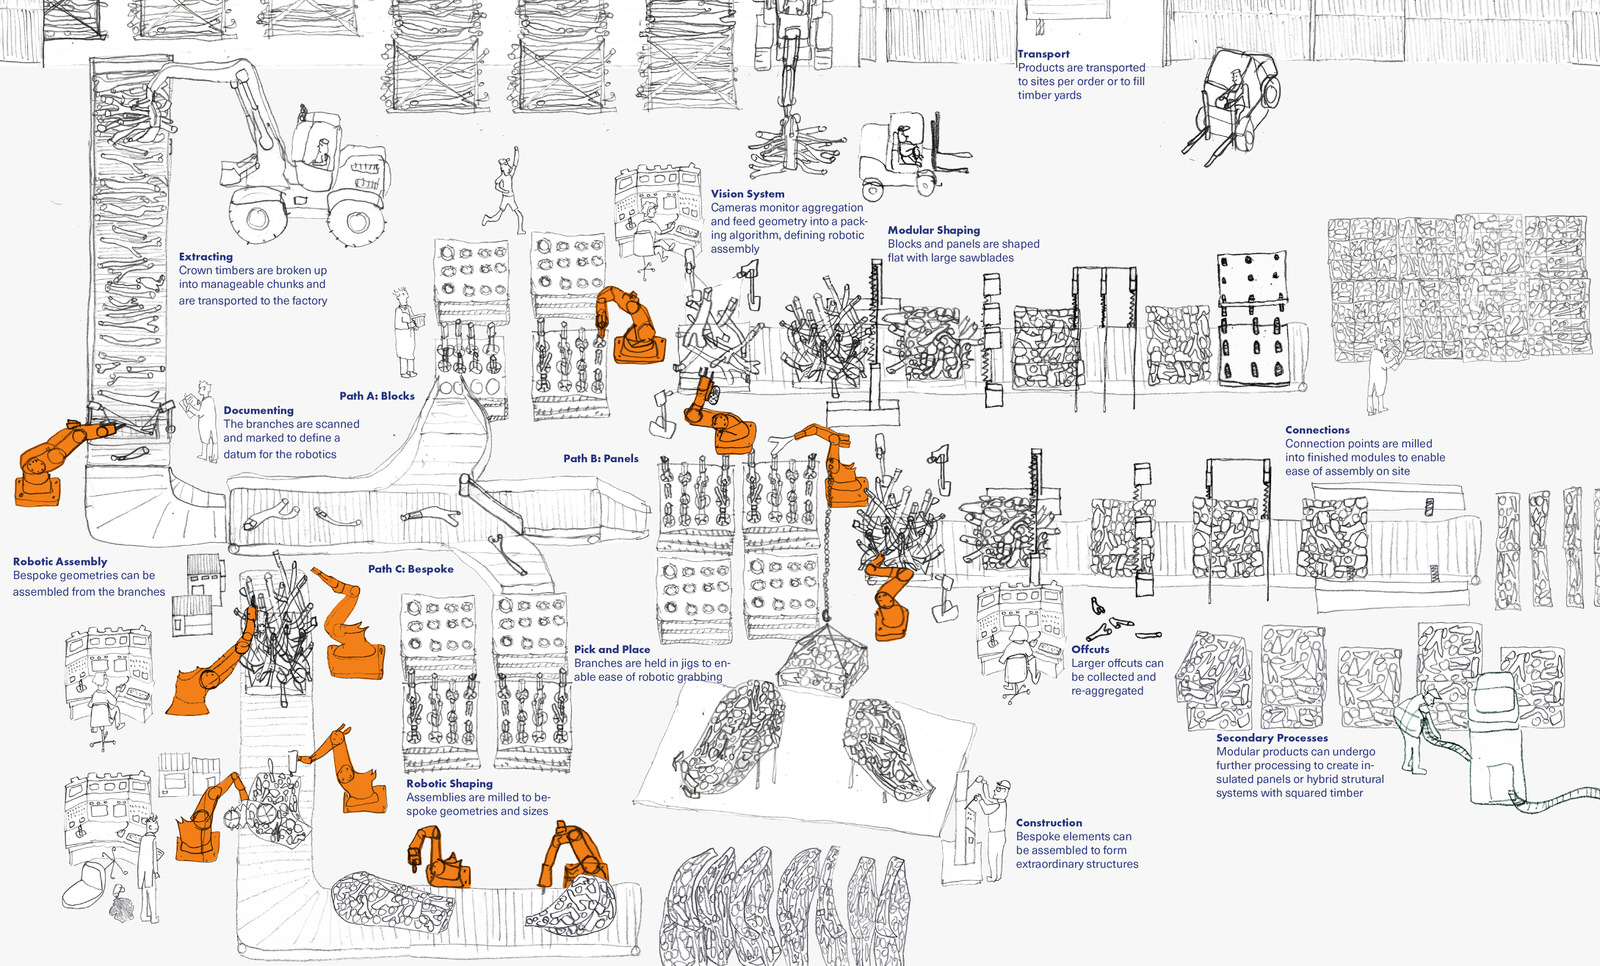 Transport
Products are transported
to sites per order or to fill
timber yards
Vision System
Cameras monitor aggregation
and feed geometry into a pack-
ing algorithm, defining robotic
assembly
Modular Shaping
Blocks and panels are shaped
flat with large sawblades
Extracting
Crown timbers are broken up
into manageable chunks and
are transported to the factory
Path A: Blocks
Documenting
The branches are scanned
and marked to define a
datum for the robotics
Path B: Panels
Connections
Connection points are milled
into finished modules to enable
ease of assembly on site
Robotic Assembly
Bespoke geometries can be
assembled from the branches
Path C: Bespoke
Pick and Place
Branches are held in jigs to en-
able ease of robotic grabbing
Offcuts
Larger offcuts can
be collected and
re-aggregated
Secondary Processes
Modular products can undergo
further processing to create in-
sulated panels or hybrid strutural
systems with squared timber
Robotic Shaping
Assemblies are milled to be-
spoke geometries and sizes
Construction
Bespoke elements can
be assembled to form
extraordinary structures